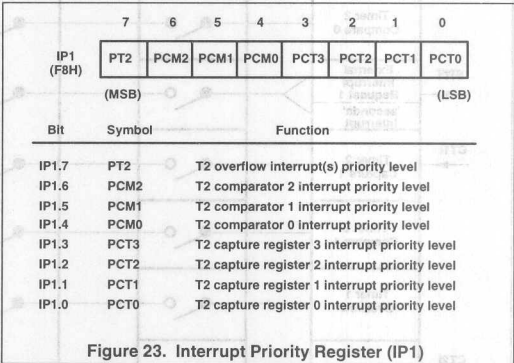 7 6 5 4 3 2 1 0
IP1 (F8H) PT2 PCM2 PCM1 PCM0 PCT3 PCT2 PCT1 PCT0
(MSB) (LSB)
Bit Symbol Function
IP1.7 PT2 T2 overflow interrupt(s) priority level
IP1.6 PCM2 T2 comparator 2 interrupt priority level
IP1.5 PCM1 T2 comparator 1 interrupt priority level
IP1.4 PCM0 T2 comparator 0 interrupt priority level
IP1.3 PCT3 T2 capture register 3 interrupt priority level
IP1.2 PCT2 T2 capture register 2 interrupt priority level
IP1.1 PCT1 T2 capture register 1 interrupt priority level
IP1.0 PCT0 T2 capture register 0 interrupt priority level
Figure 23. Interrupt Priority Register (IP1)